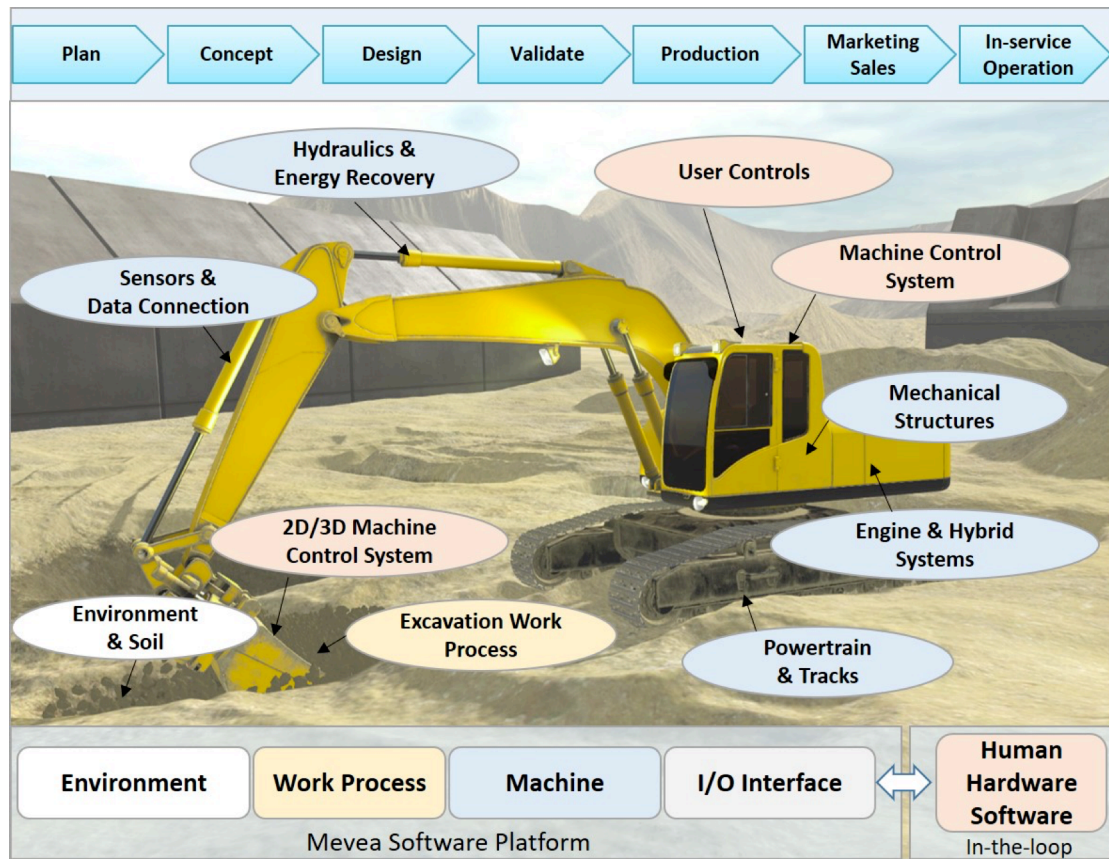 Plan
Concept
Design
Validate
Production
Marketing
Sales
In-service
Operation
Hydraulics &
Energy Recovery
User Controls
Machine Control
System
Sensors &
Data Connection
Mechanical
Structures
2D/3D Machine
Control System
Engine & Hybrid
Systems
Environment
& Soil
Excavation Work
Process
Powertrain
& Tracks
Environment
Work Process
Machine
I/O Interface
Human
Hardware
Software
Mevea Software Platform
In-the-loop